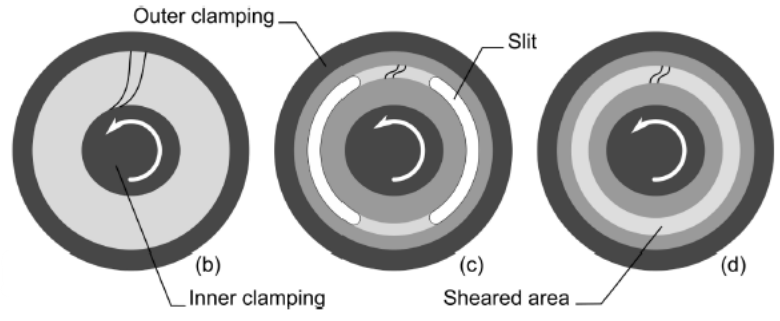 Outer clamping
Slit
(b)
(c)
(d)
Inner clamping
Sheared area